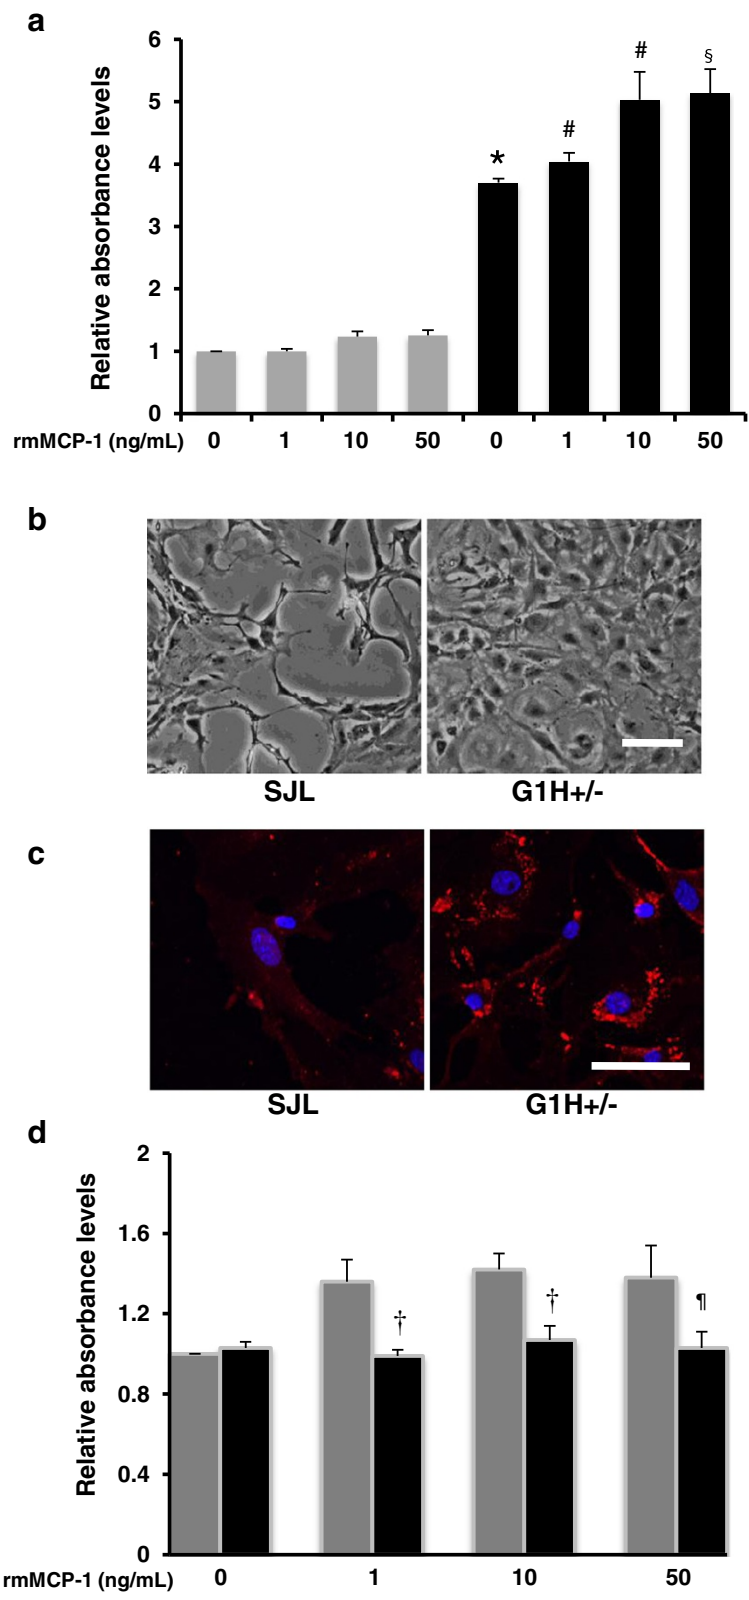 a
Relative absorbance levels
6
5
4
3
2
1
0
* # # §
rmMCP-1 (ng/mL) 0 1 10 50 0 1 10 50
b
SJL G1H+/-
c
SJL G1H+/-
d
Relative absorbance levels
2
1.6
1.2
0.8
0.4
0
† † ¶
rmMCP-1 (ng/mL) 0 1 10 50